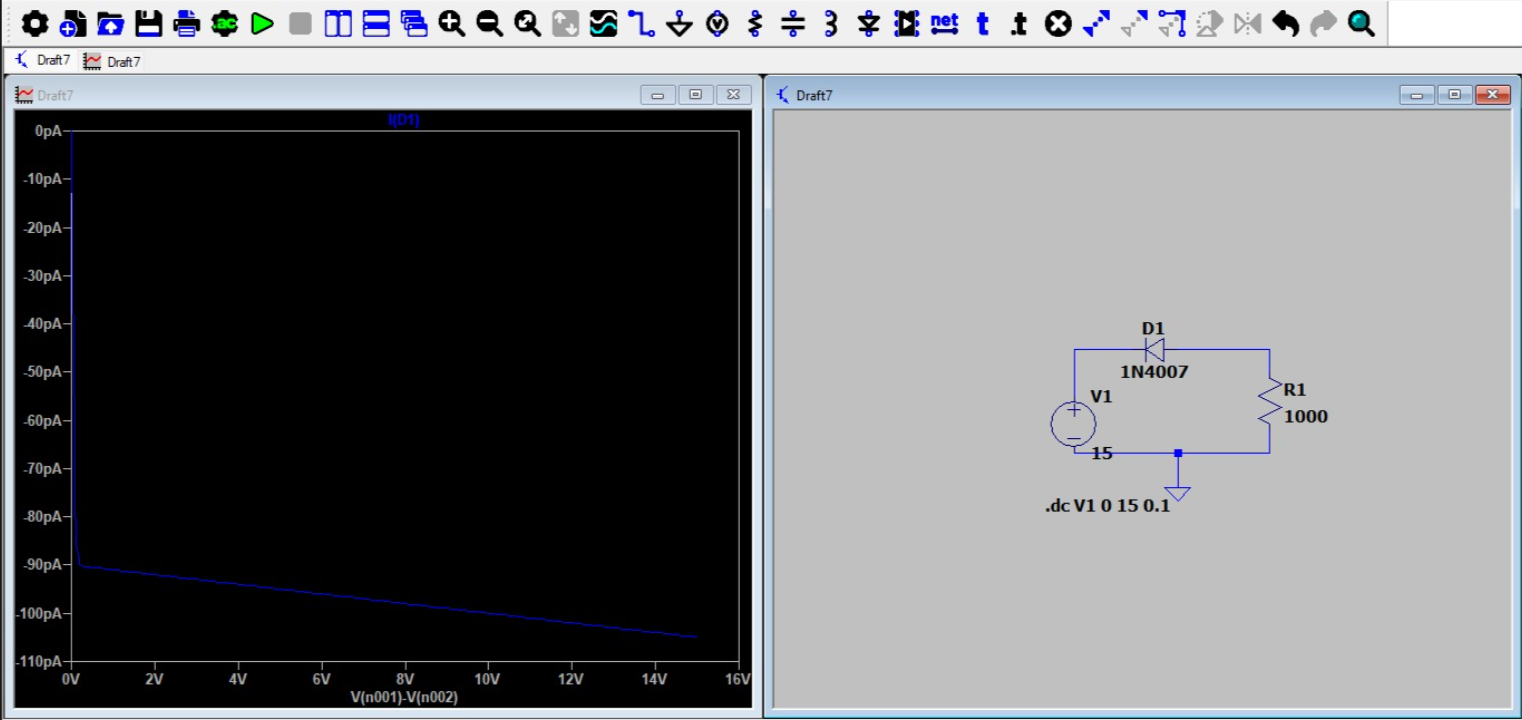 .ac
net
t
.t
Draft7
Draft7
Draft7
I(D1)
0pA
-10pA
-20pA
-30pA
-40pA
-50pA
-60pA
-70pA
-80pA
-90pA
-100pA
-110pA
0V
2V
4V
6V
8V
10V
12V
14V
16V
V(n001)-V(n002)
Draft7
D1
1N4007
V1
15
R1
1000
.dc V1 0 15 0.1